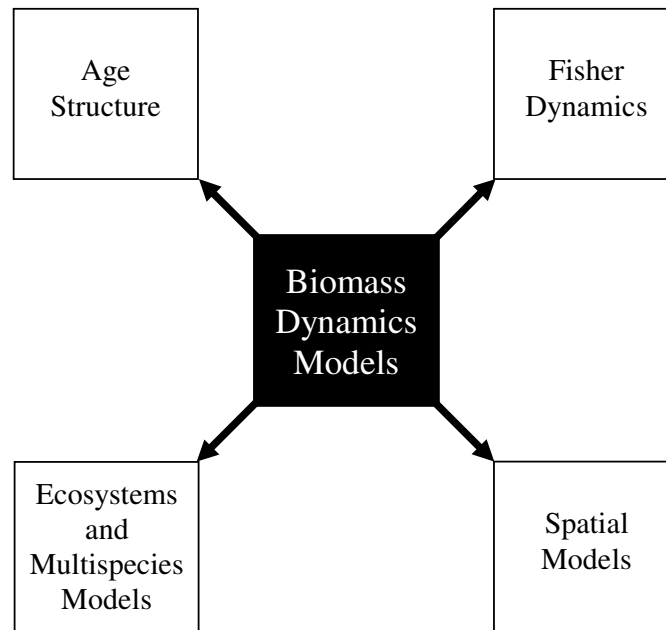 Age
Structure
Fisher
Dynamics
Biomass
Dynamics
Models
Ecosystems
and
Multispecies
Models
Spatial
Models